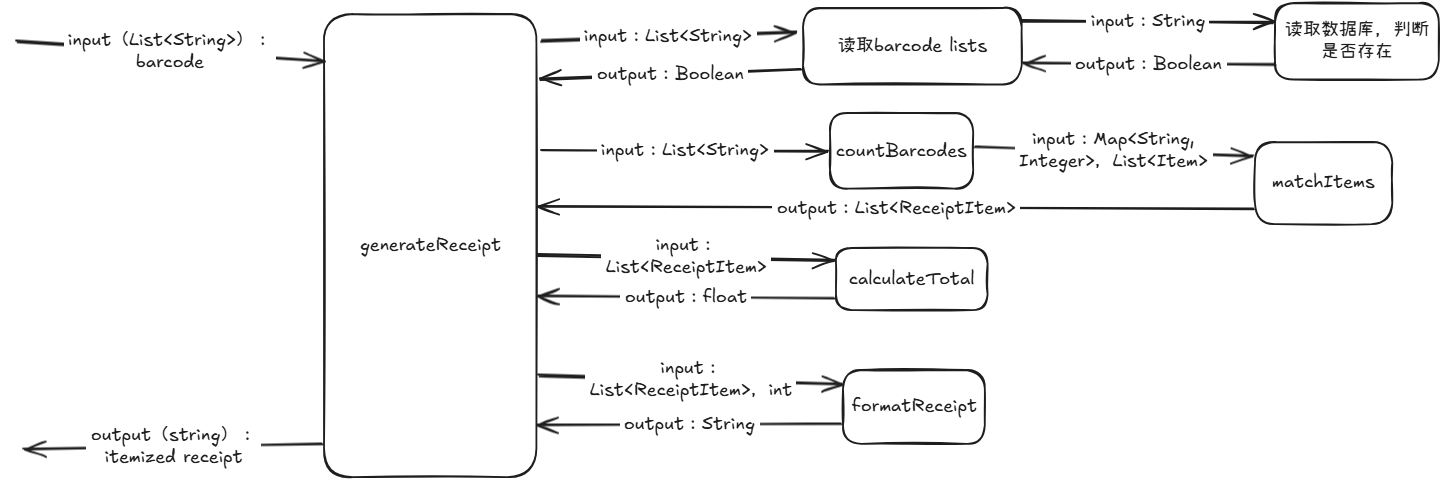 input（List<String>）：
barcode
generateReceipt
output（string）：
itemized receipt
input：List<String>
output：Boolean
读取barcode lists
input：String
output：Boolean
读取数据库，判断
是否存在
input：List<String>
countBarcodes
input：Map<String,
Integer>，List<Item>
matchItems
output：List<ReceiptItem>
input：
List<ReceiptItem>
output：float
calculateTotal
input：
List<ReceiptItem>，int
output：String
formatReceipt